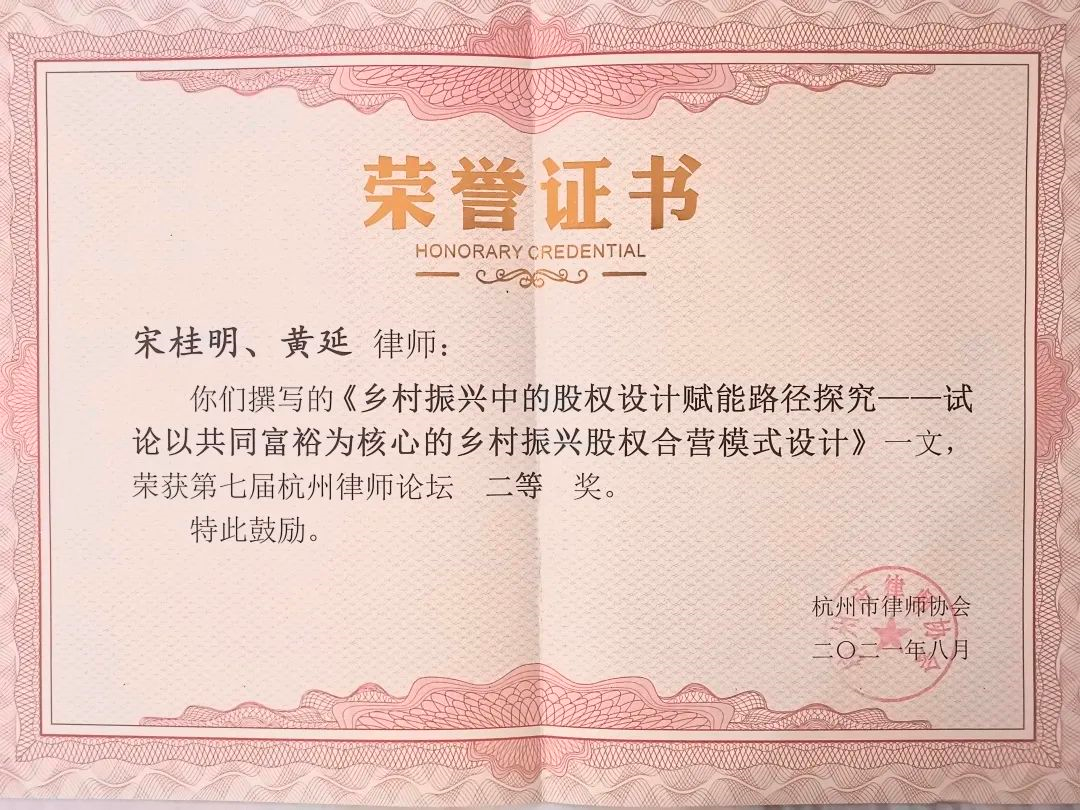 荣誉证书
HONORARY CREDENTIAL
宋桂明、黄延 律师：
你们撰写的《乡村振兴中的股权设计赋能路径探究——试
论以共同富裕为核心的乡村振兴股权合营模式设计》一文，
荣获第七届杭州律师论坛 二等 奖。
特此鼓励。
杭州市律师协会
二〇二一年八月